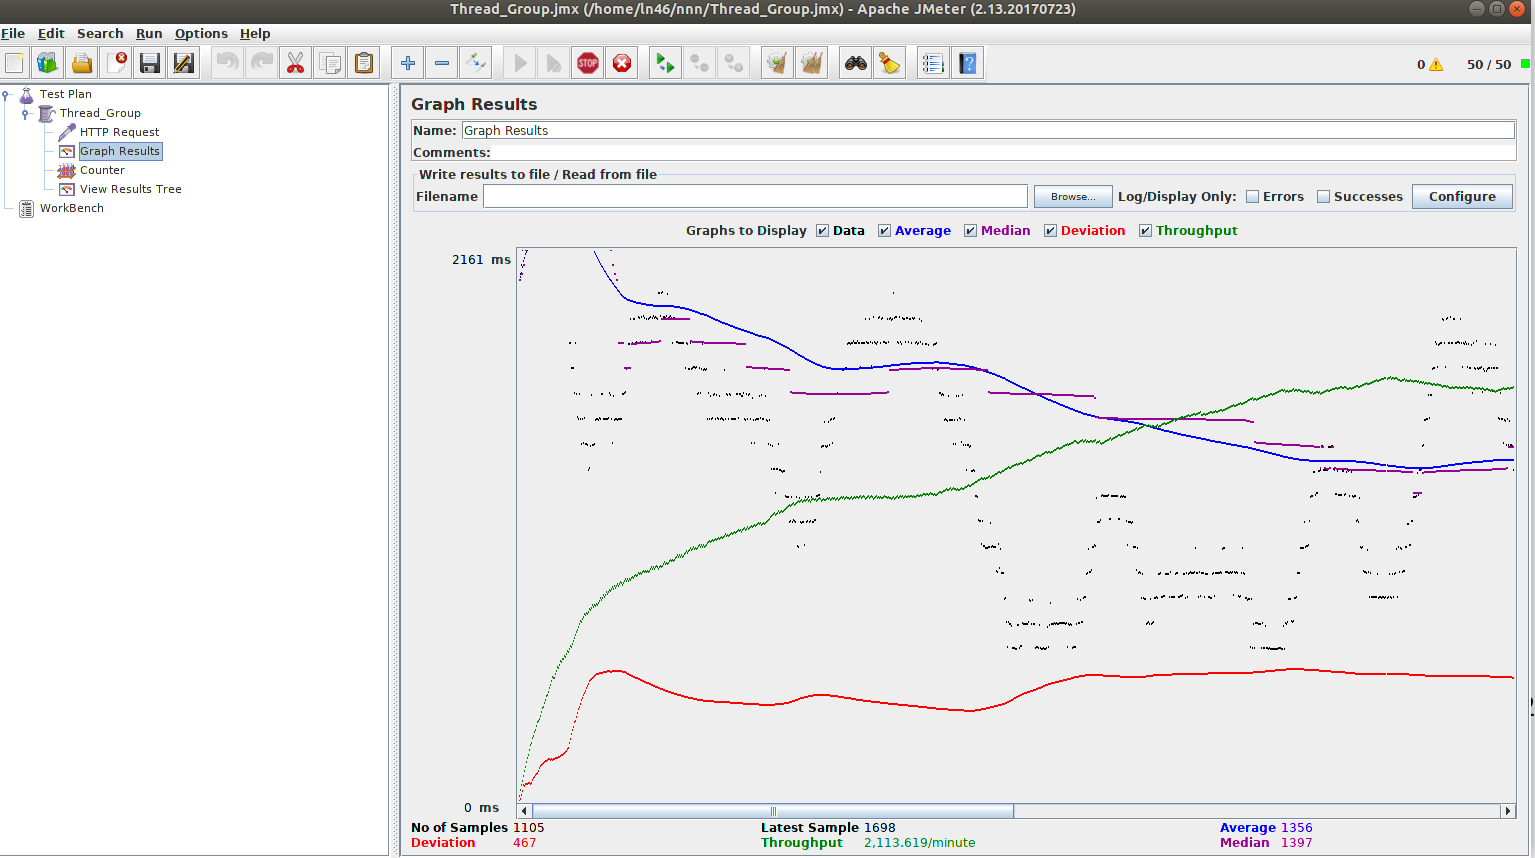 Thread_Group.jmx (/home/ln46/nnn/Thread_Group.jmx) - Apache JMeter (2.13.20170723)
File Edit Search Run Options Help
STOP
0 50 / 50
Test Plan
Thread_Group
HTTP Request
Graph Results
Counter
View Results Tree
WorkBench
Graph Results
Name: Graph Results
Comments:
Write results to file / Read from file
Filename Browse... Log/Display Only: Errors Successes Configure
Graphs to Display Data Average Median Deviation Throughput
2161 ms
0 ms
No of Samples 1105 Latest Sample 1698 Average 1356
Deviation 467 Throughput 2,113.619/minute Median 1397